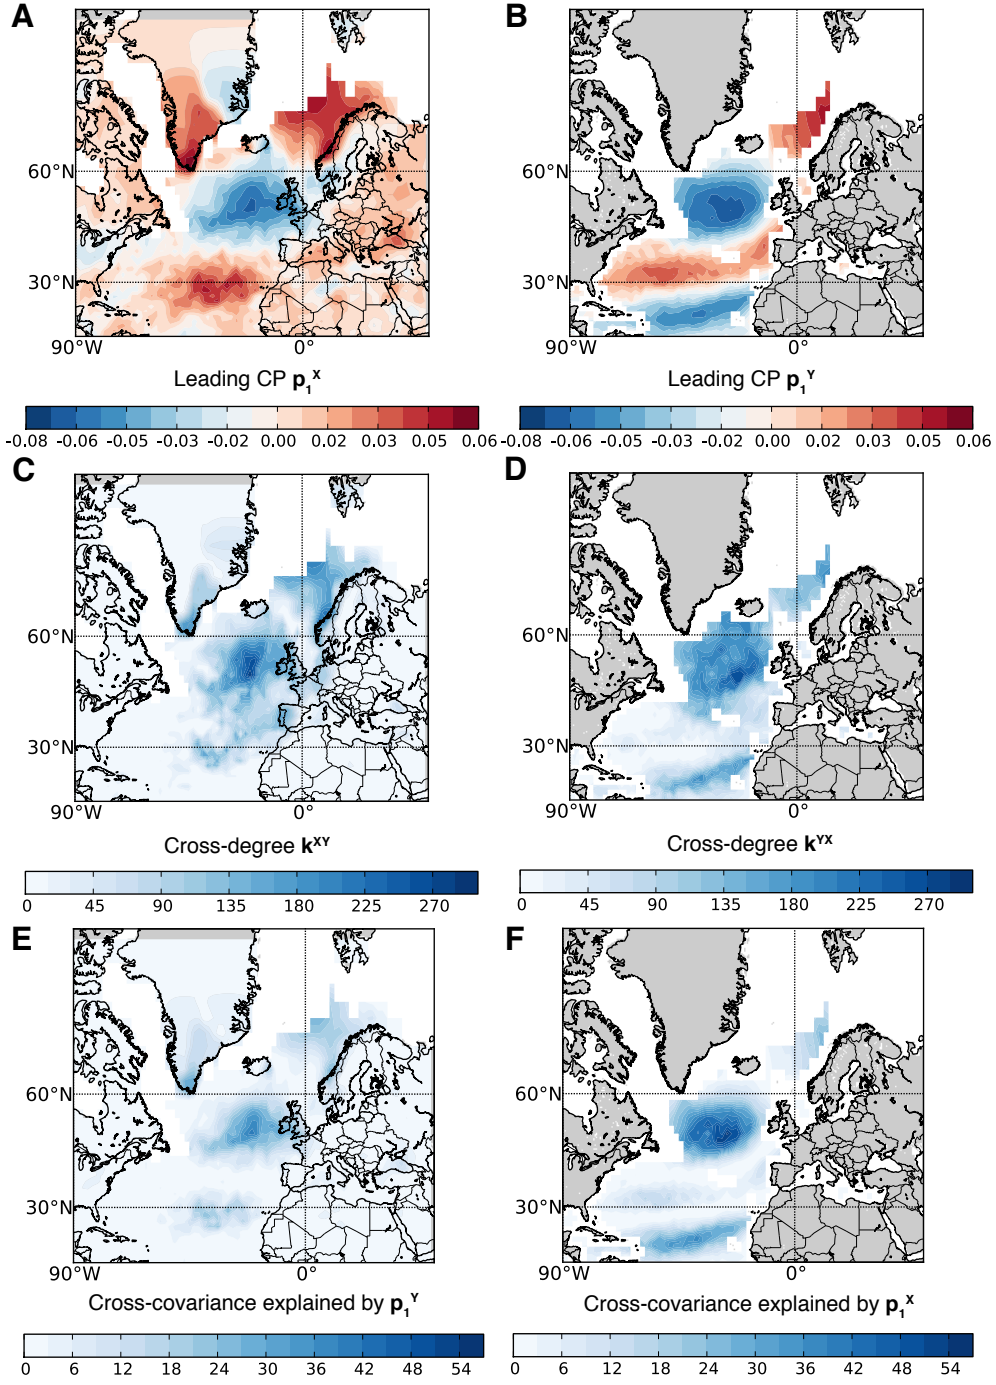 A B
60°N 60°N
30°N 30°N
90°W 0° 90°W 0°
Leading CP p₁ˣ Leading CP p₁ʸ
-0.08 -0.06 -0.05 -0.03 -0.02 0.00 0.02 0.03 0.05 0.06 -0.08 -0.06 -0.05 -0.03 -0.02 0.00 0.02 0.03 0.05 0.06
C D
60°N 60°N
30°N 30°N
90°W 0° 90°W 0°
Cross-degree kˣʸ Cross-degree kʸˣ
0 45 90 135 180 225 270 0 45 90 135 180 225 270
E F
60°N 60°N
30°N 30°N
90°W 0° 90°W 0°
Cross-covariance explained by p₁ʸ Cross-covariance explained by p₁ˣ
0 6 12 18 24 30 36 42 48 54 0 6 12 18 24 30 36 42 48 54